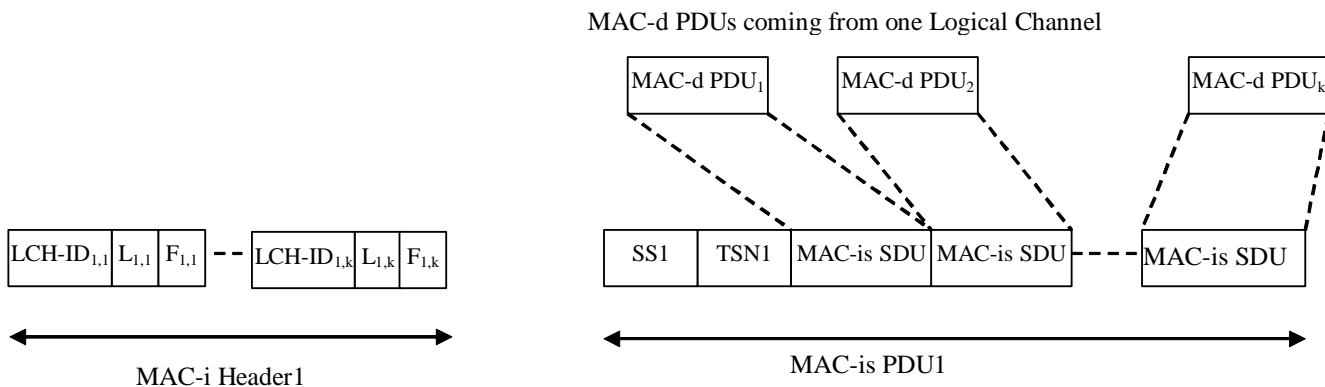 MAC-d PDUs coming from one Logical Channel
MAC-d PDU₁ MAC-d PDU₂ MAC-d PDUₖ
LCH-ID₁,₁ L₁,₁ F₁,₁ LCH-ID₁,ₖ L₁,ₖ F₁,ₖ SS1 TSN1 MAC-is SDU MAC-is SDU MAC-is SDU
MAC-i Header1 MAC-is PDU1